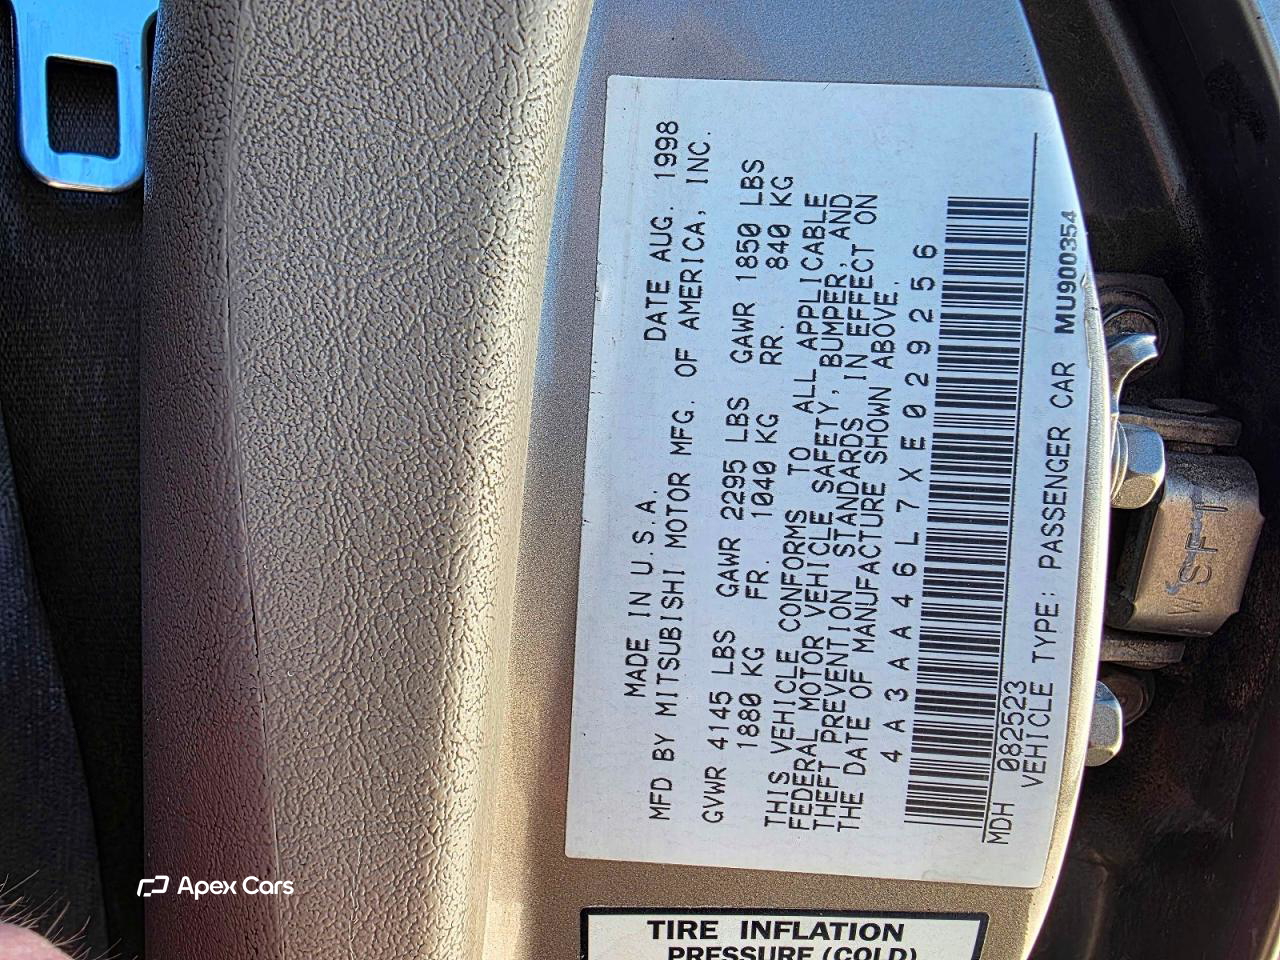 MADE IN U.S.A. DATE AUG. 1998
MFD BY MITSUBISHI MOTOR MFG. OF AMERICA, INC.
GVWR 4145 LBS GAWR 2295 LBS GAWR 1850 LBS
1880 KG FR. 1040 KG RR. 840 KG
THIS VEHICLE CONFORMS TO ALL APPLICABLE
FEDERAL MOTOR VEHICLE SAFETY, BUMPER, AND
THEFT PREVENTION STANDARDS IN EFFECT ON
THE DATE OF MANUFACTURE SHOWN ABOVE.
4A3AA46L7XE029256
MDH 082523
VEHICLE TYPE: PASSENGER CAR MU900354
TIRE INFLATION
PRESSURE (COLD)
Apex Cars